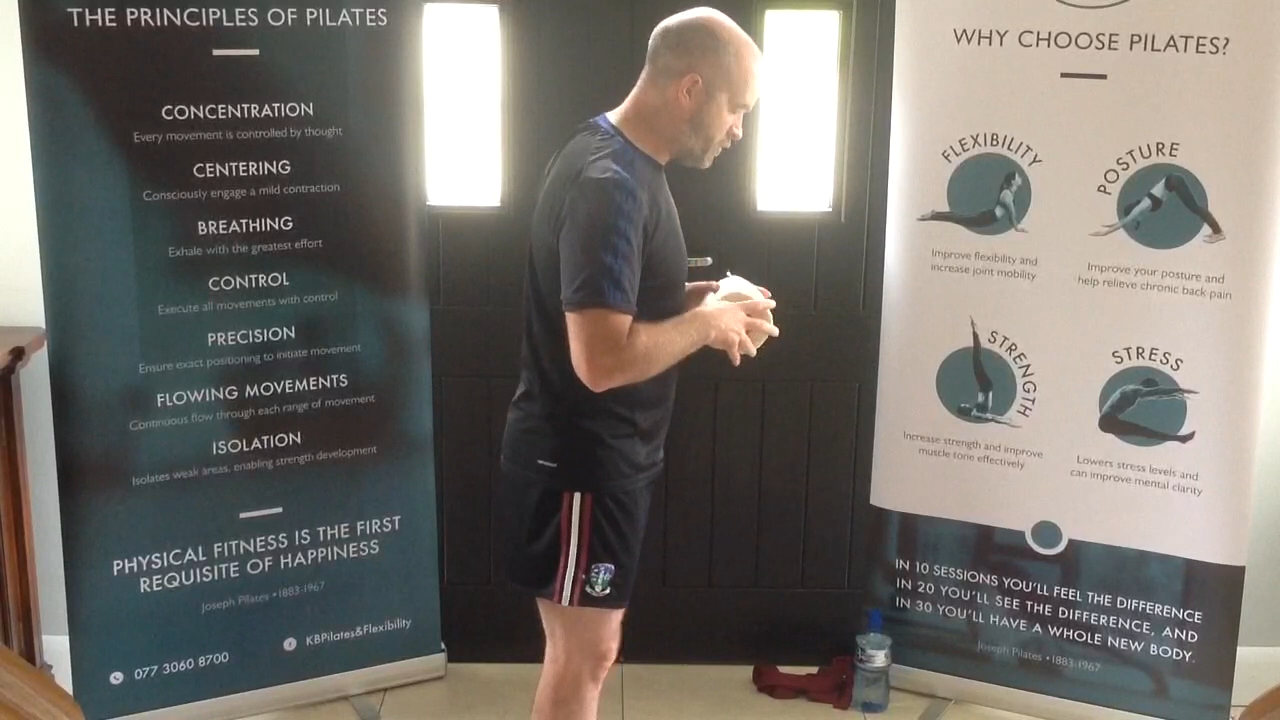 THE PRINCIPLES OF PILATES
CONCENTRATION
Every movement is controlled by thought
CENTERING
Consciously engage a mild contraction
BREATHING
Exhale with the greatest effort
CONTROL
Execute all movements with control
PRECISION
Ensure exact positioning to initiate movement
FLOWING MOVEMENTS
Continuous flow through each range of movement
ISOLATION
Isolates weak areas, enabling strength development
PHYSICAL FITNESS IS THE FIRST
REQUISITE OF HAPPINESS
Joseph Pilates • 1883-1967
KBPilates&Flexibility
077 3060 8700
WHY CHOOSE PILATES?
FLEXIBILITY
Improve flexibility and
increase joint mobility
POSTURE
Improve your posture and
help relieve chronic back pain
STRENGTH
Increase strength and improve
muscle tone effectively
STRESS
Lowers stress levels and
can improve mental clarity
IN 10 SESSIONS YOU'LL FEEL THE DIFFERENCE
IN 20 YOU'LL SEE THE DIFFERENCE, AND
IN 30 YOU'LL HAVE A WHOLE NEW BODY.
Joseph Pilates • 1883-1967